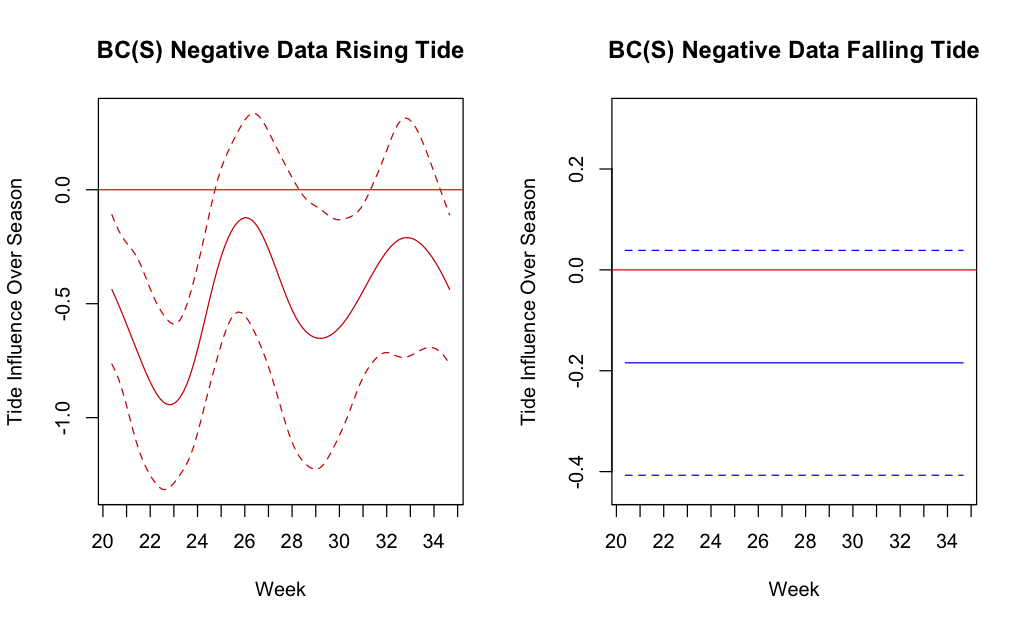 BC(S) Negative Data Rising Tide
Tide Influence Over Season
0.0
-0.5
-1.0
20 22 24 26 28 30 32 34
Week
BC(S) Negative Data Falling Tide
Tide Influence Over Season
0.2
0.0
-0.2
-0.4
20 22 24 26 28 30 32 34
Week